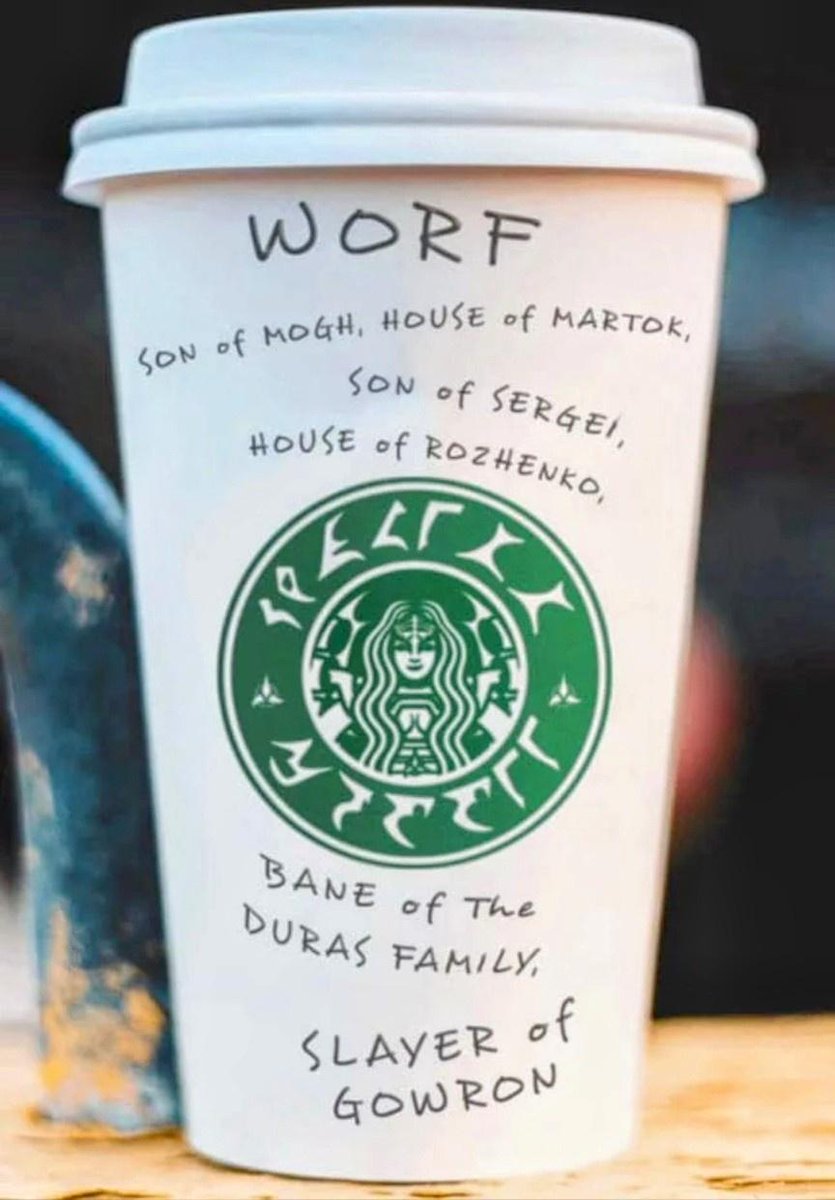 WORF
SON of MOGH, HOUSE of MARTOK,
SON of SERGEI,
HOUSE of ROZHENKO,
BANE of The
DURAS FAMILY,
SLAYER of
GOWRON